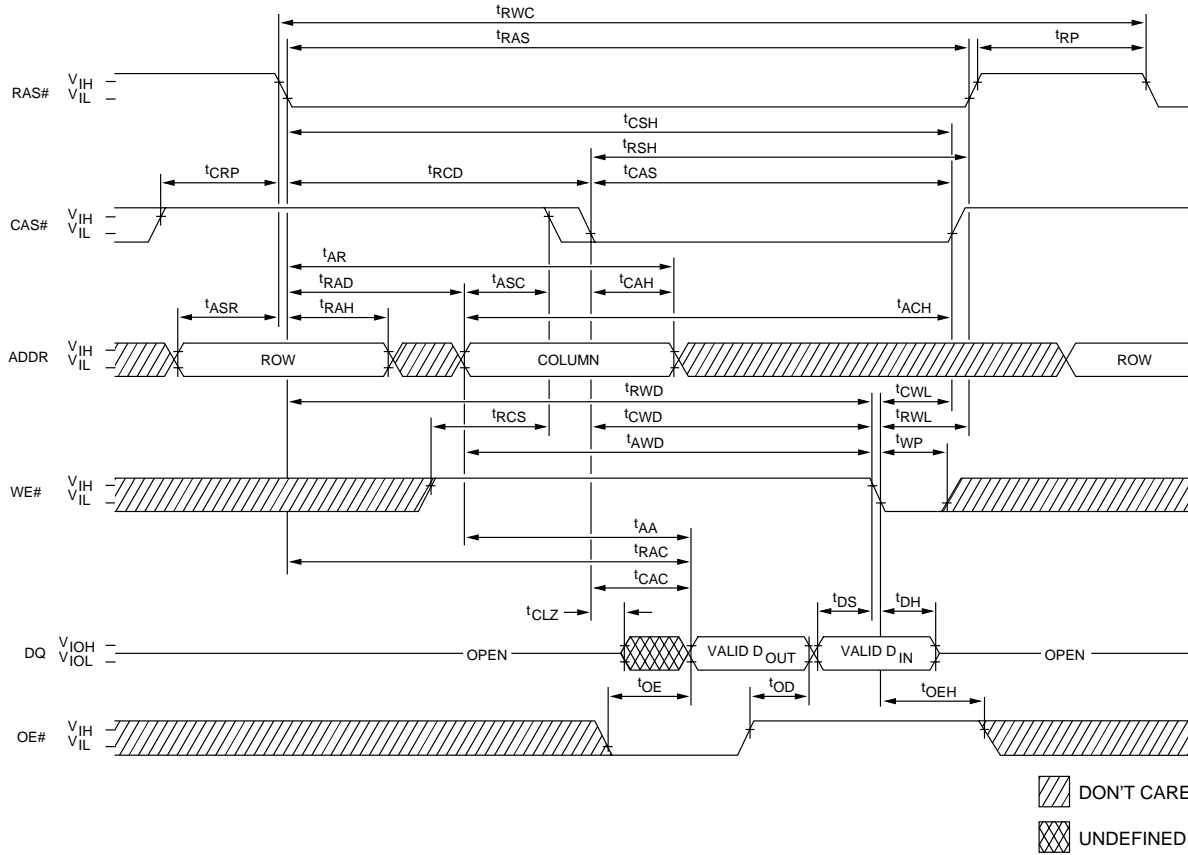 tRWC
tRAS
tRP
RAS#
VIH
VIL
tCSH
tRSH
tCRP
tRCD
tCAS
CAS#
VIH
VIL
tAR
tRAD
tASC
tCAH
tASR
tRAH
tACH
ADDR
VIH
VIL
ROW
COLUMN
ROW
tRWD
tCWL
tRCS
tCWD
tRWL
tAWD
tWP
WE#
VIH
VIL
tAA
tRAC
tCAC
tCLZ
tDS
tDH
DQ
VIOH
VIOL
OPEN
VALID DOUT
VALID DIN
OPEN
tOE
tOD
tOEH
OE#
VIH
VIL
DON'T CARE
UNDEFINED